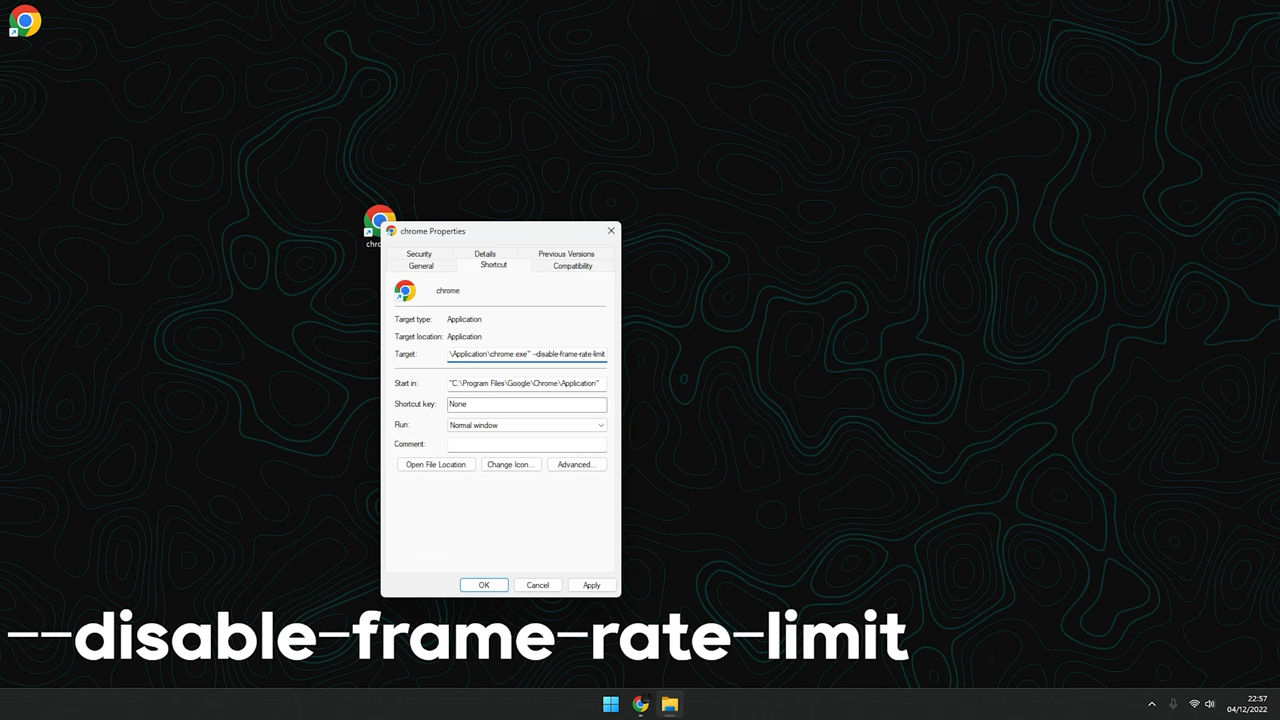 chrome Properties
Security Details Previous Versions
General Shortcut Compatibility
chrome
Target type: Application
Target location: Application
Target: \Application\chrome.exe" --disable-frame-rate-limit
Start in: "C:\Program Files\Google\Chrome\Application"
Shortcut key: None
Run: Normal window
Comment:
Open File Location Change Icon... Advanced...
OK Cancel Apply
--disable-frame-rate-limit
22:57
04/12/2022